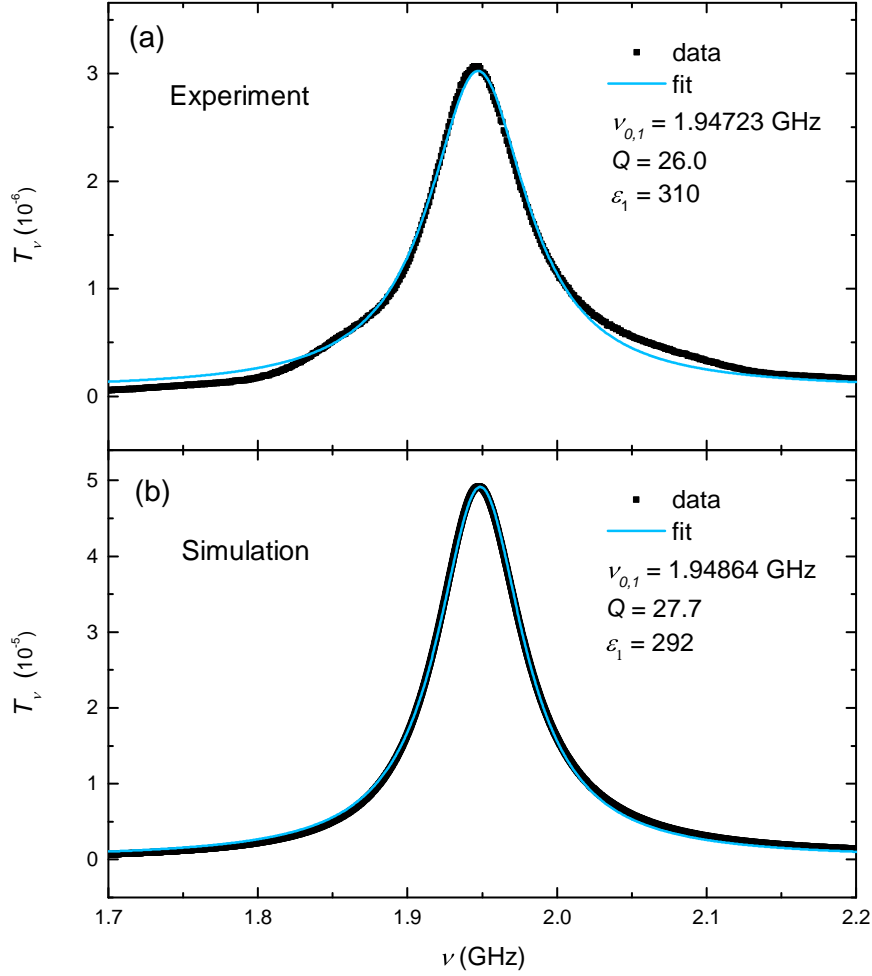 (a)
Experiment
data
fit
ν0,1 = 1.94723 GHz
Q = 26.0
ε1 = 310
3
2
1
0
Tν (10-6)
(b)
Simulation
data
fit
ν0,1 = 1.94864 GHz
Q = 27.7
ε1 = 292
5
4
3
2
1
0
Tν (10-5)
1.7 1.8 1.9 2.0 2.1 2.2
ν (GHz)